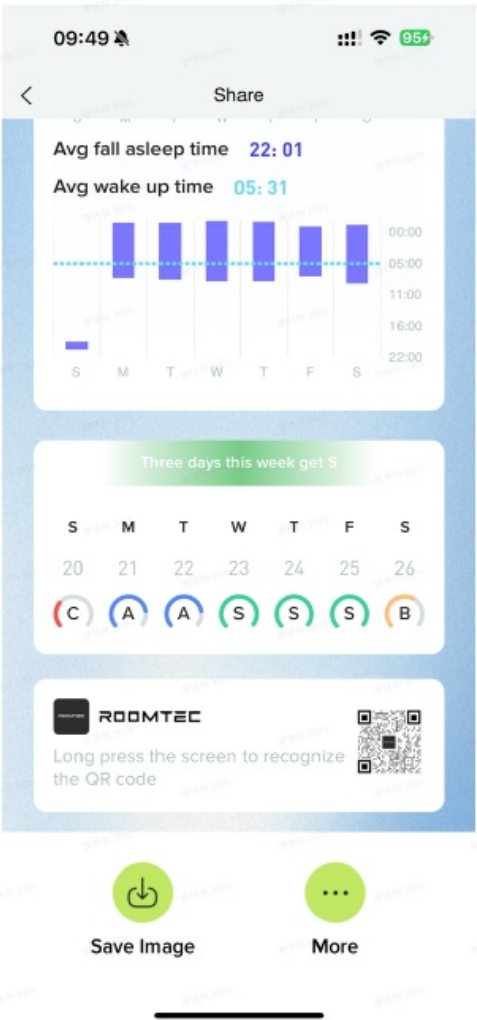 09:49
95
Share
S M T W T F S
Avg fall asleep time 22:01
Avg wake up time 05:31
00:00
05:00
11:00
16:00
22:00
S M T W T F S
Three days this week get S
S M T W T F S
20 21 22 23 24 25 26
C A A S S S B
ROOMTEC
ROOMTEC
Long press the screen to recognize
the QR code
Save Image
More